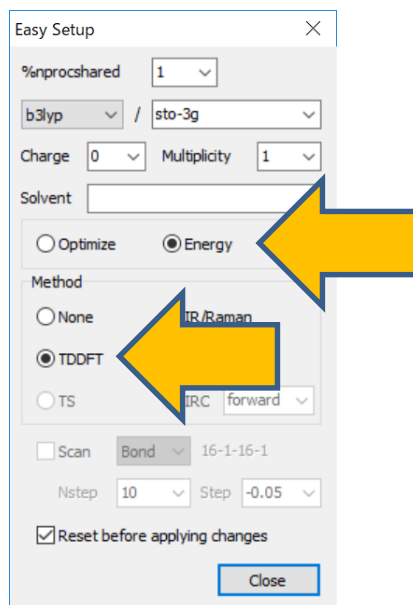 Easy Setup
%nprocshared 1
b3lyp / sto-3g
Charge 0 Multiplicity 1
Solvent
Optimize Energy
Method
None IR/Raman
TDDFT
TS IRC forward
Scan Bond 16-1-16-1
Nstep 10 Step -0.05
Reset before applying changes
Close